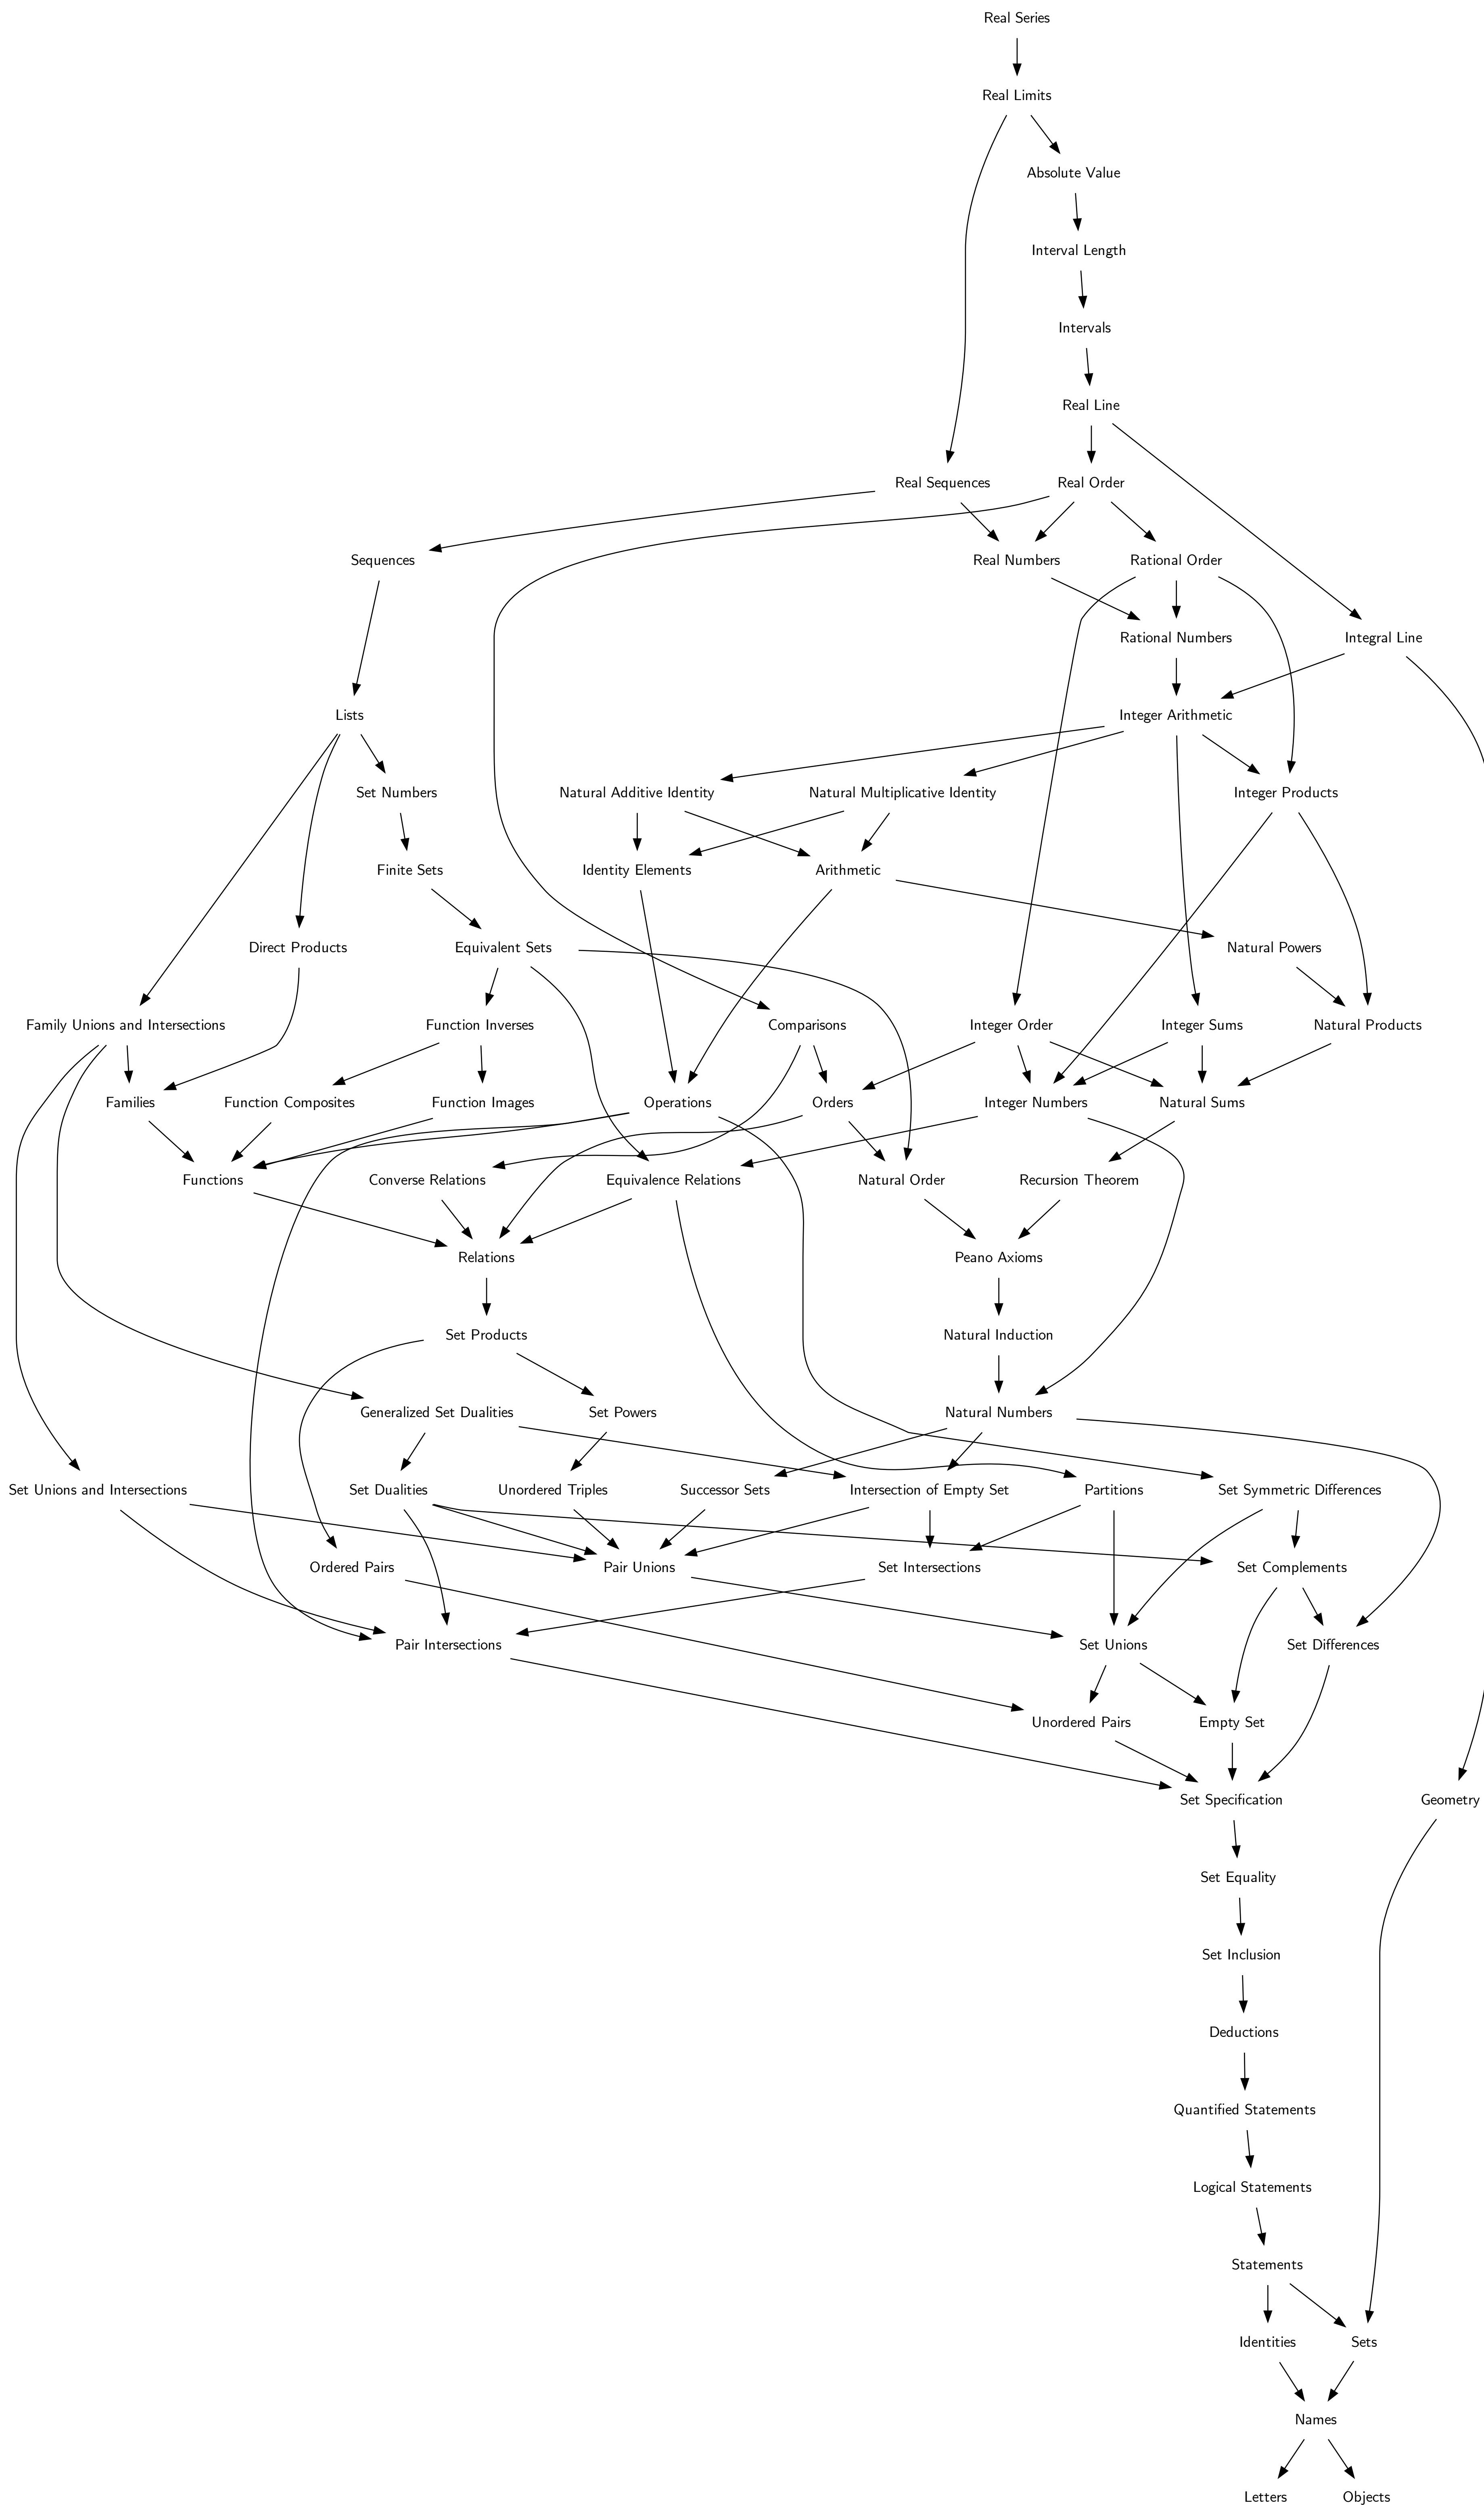 Real Series
Real Limits
Absolute Value
Interval Length
Intervals
Real Line
Real Sequences
Real Order
Sequences
Real Numbers
Rational Order
Rational Numbers
Integral Line
Lists
Integer Arithmetic
Set Numbers
Natural Additive Identity
Natural Multiplicative Identity
Integer Products
Finite Sets
Identity Elements
Arithmetic
Direct Products
Equivalent Sets
Natural Powers
Family Unions and Intersections
Function Inverses
Comparisons
Integer Order
Integer Sums
Natural Products
Families
Function Composites
Function Images
Operations
Orders
Integer Numbers
Natural Sums
Functions
Converse Relations
Equivalence Relations
Natural Order
Recursion Theorem
Relations
Peano Axioms
Set Products
Natural Induction
Generalized Set Dualities
Set Powers
Natural Numbers
Set Unions and Intersections
Set Dualities
Unordered Triples
Successor Sets
Intersection of Empty Set
Partitions
Set Symmetric Differences
Ordered Pairs
Pair Unions
Set Intersections
Set Complements
Pair Intersections
Set Unions
Set Differences
Unordered Pairs
Empty Set
Set Specification
Geometry
Set Equality
Set Inclusion
Deductions
Quantified Statements
Logical Statements
Statements
Identities
Sets
Names
Letters
Objects